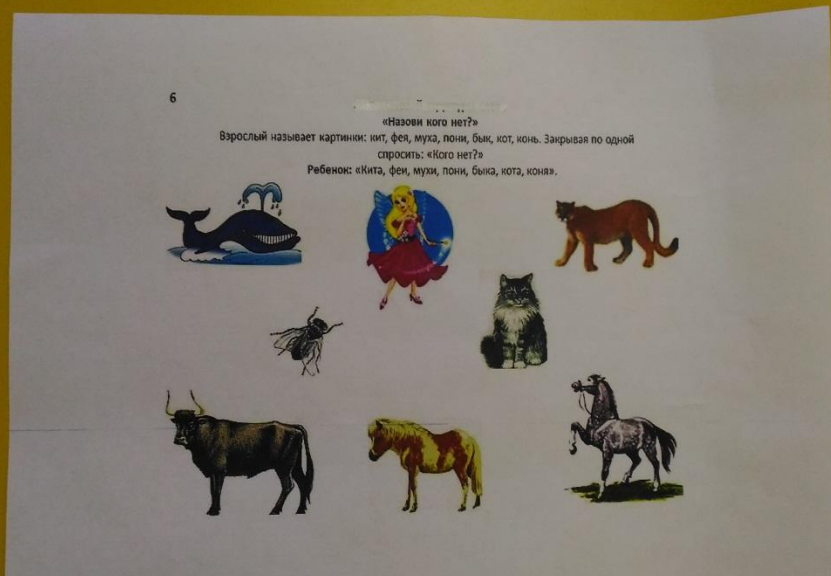 6
«Назови кого нет?»
Взрослый называет картинки: кит, фея, муха, пони, бык, кот, конь. Закрывая по одной
спросить: «Кого нет?»
Ребенок: «Кита, феи, мухи, пони, быка, кота, коня».